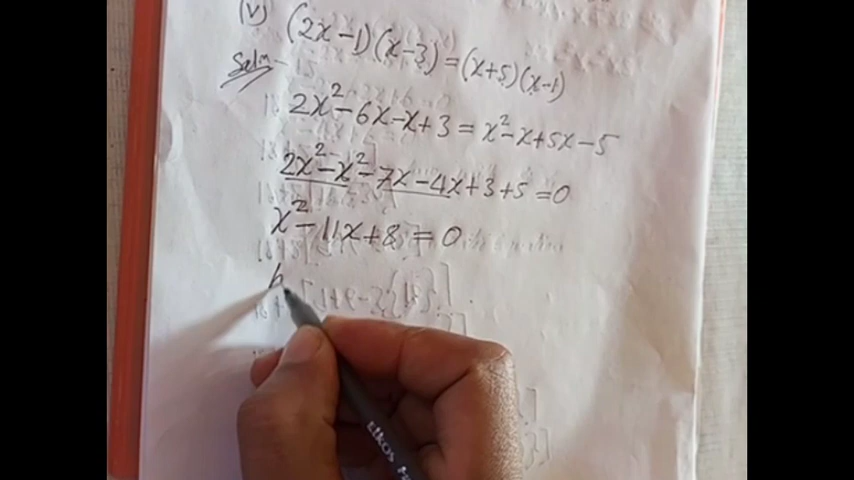 (v) (2x-1)(x-3) = (x+5)(x-1)
Soln-
2x²-6x-x+3 = x²-x+5x-5
2x²-x²-7x-4x+3+5=0
x²-11x+8=0